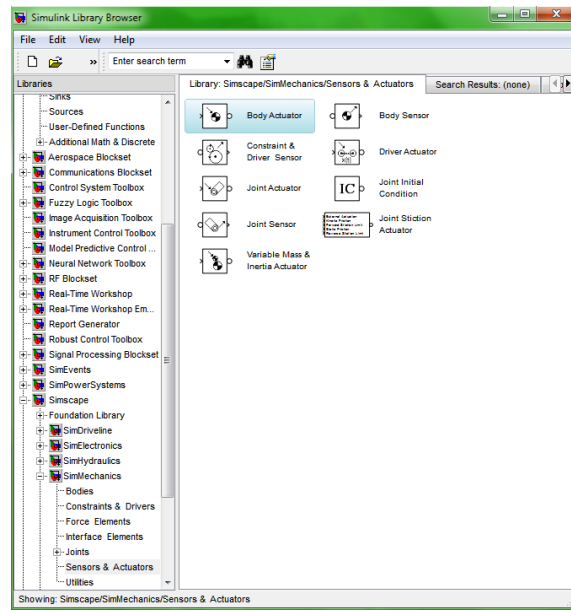 Simulink Library Browser
File Edit View Help
» Enter search term
Libraries
Library: Simscape/SimMechanics/Sensors & Actuators
Search Results: (none)
Sinks
Sources
User-Defined Functions
Additional Math & Discrete
Aerospace Blockset
Communications Blockset
Control System Toolbox
Fuzzy Logic Toolbox
Image Acquisition Toolbox
Instrument Control Toolbox
Model Predictive Control ...
Neural Network Toolbox
RF Blockset
Real-Time Workshop
Real-Time Workshop Em...
Report Generator
Robust Control Toolbox
Signal Processing Blockset
SimEvents
SimPowerSystems
Simscape
Foundation Library
SimDriveline
SimElectronics
SimHydraulics
SimMechanics
Bodies
Constraints & Drivers
Force Elements
Interface Elements
Joints
Sensors & Actuators
Utilities
Body Actuator
Body Sensor
Constraint &
Driver Sensor
Driver Actuator
Joint Actuator
IC
Joint Initial
Condition
Joint Sensor
External Actuator
Joint Stiction
Actuator
Variable Mass &
Inertia Actuator
Showing: Simscape/SimMechanics/Sensors & Actuators